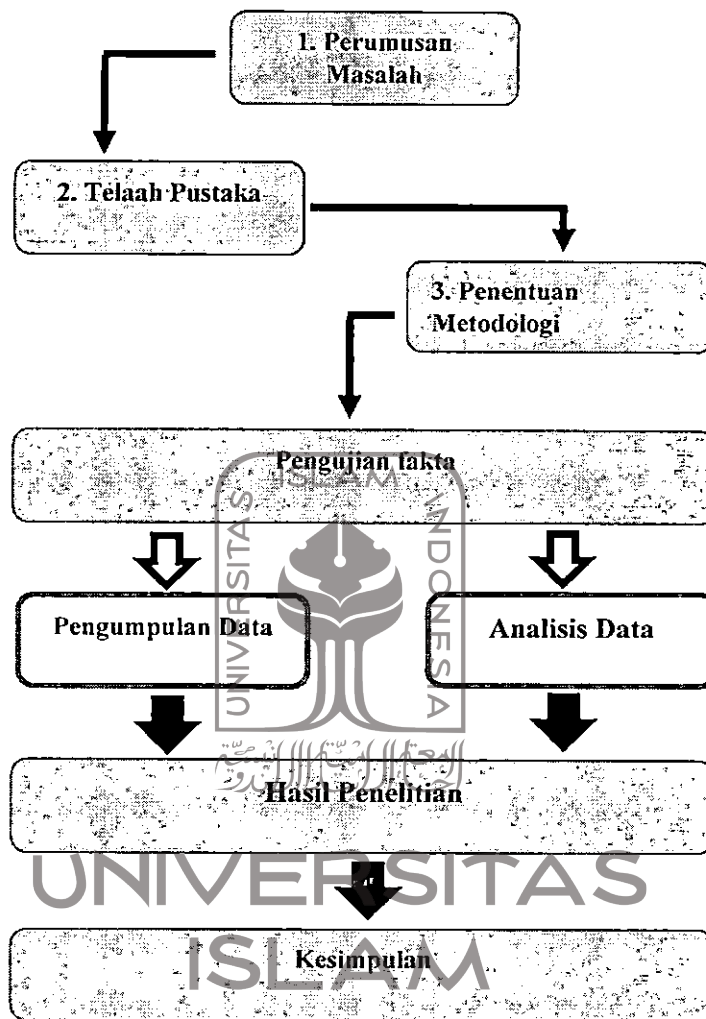 1. Perumusan
Masalah
2. Telaah Pustaka
3. Penentuan
Metodologi
Pengujian fakta
ISLAM
UNIVERSITAS
INDONESIA
Pengumpulan Data
Analisis Data
Hasil Penelitian
UNIVERSITAS
ISLAM
Kesimpulan